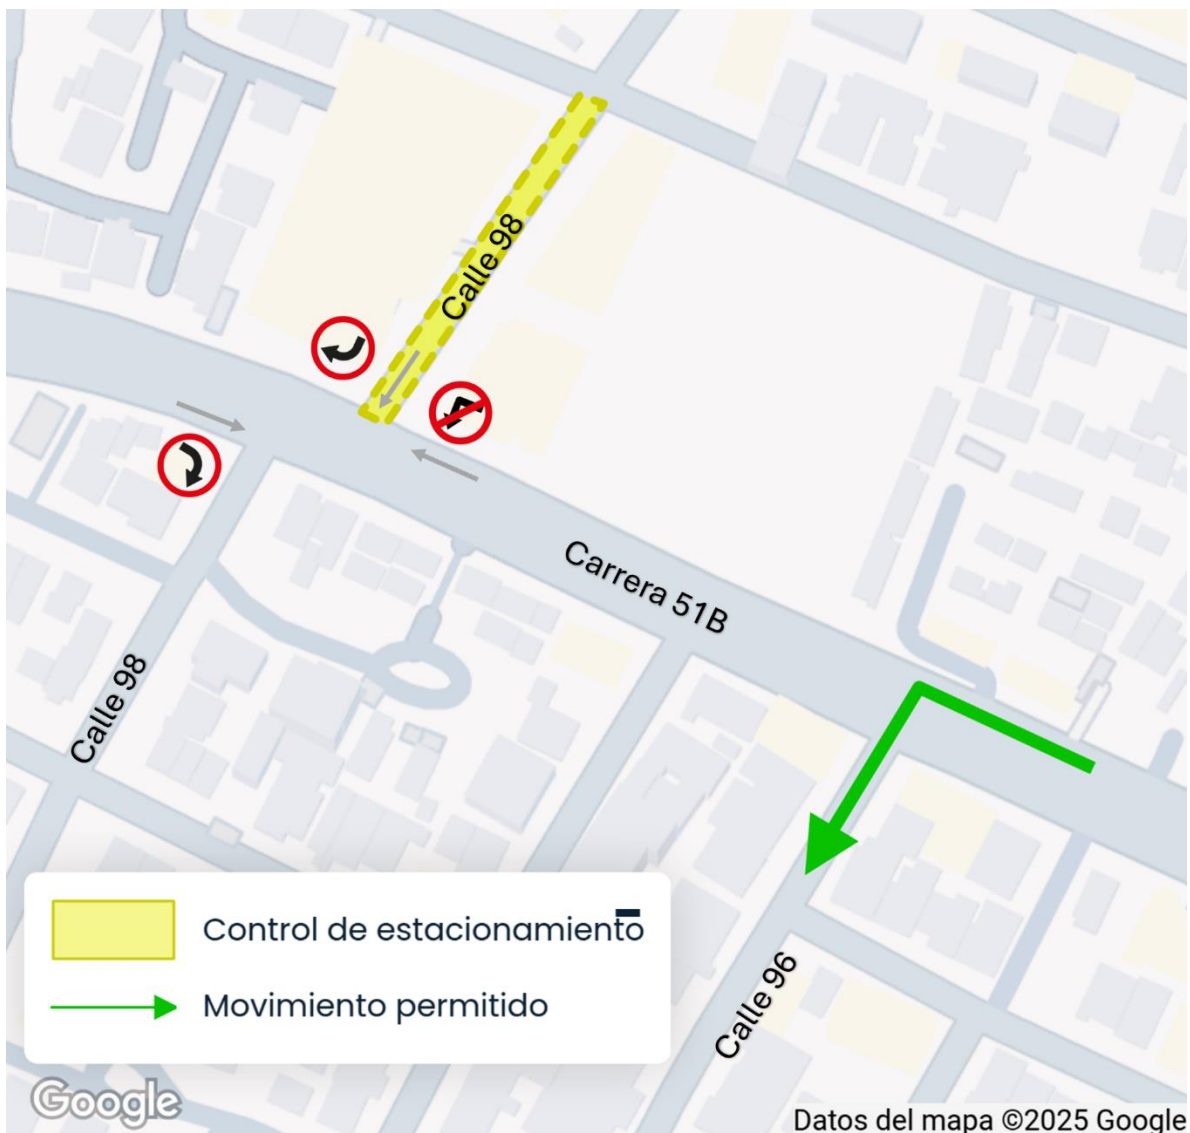 Calle 98
Carrera 51B
Calle 98
Control de estacionamiento
Movimiento permitido
Calle 96
Google
Datos del mapa ©2025 Google